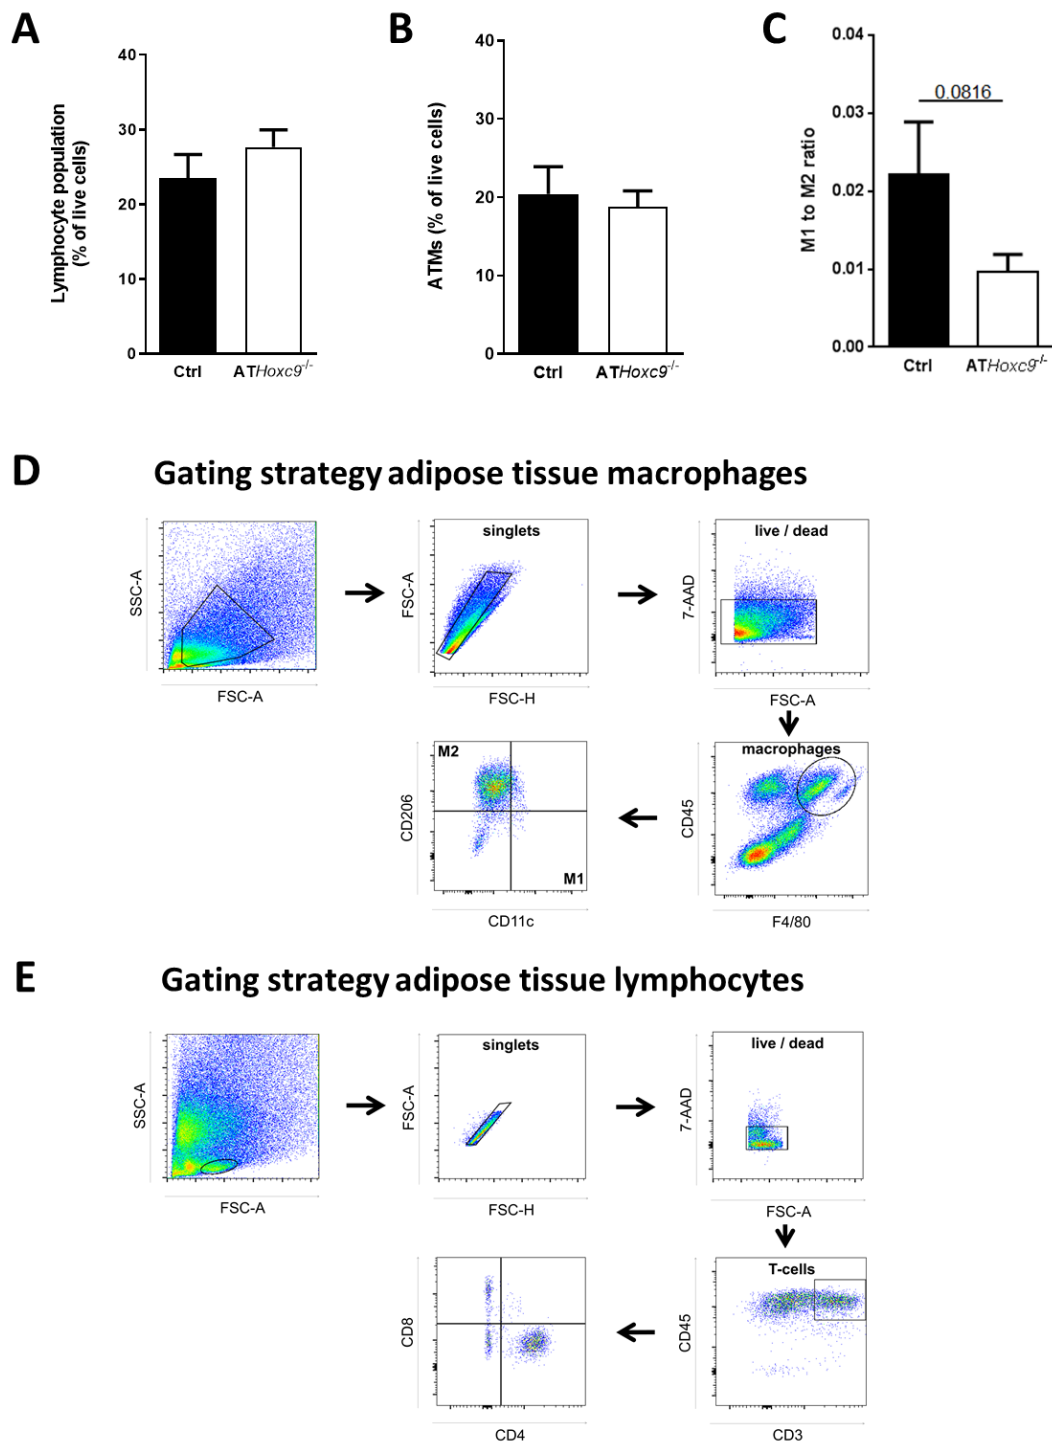 A
Lymphocyte population
(% of live cells)
40
30
20
10
0
Ctrl
ATHoxc9-/-
B
ATMs (% of live cells)
40
30
20
10
0
Ctrl
ATHoxc9-/-
C
M1 to M2 ratio
0.04
0.03
0.02
0.01
0.00
0.0816
Ctrl
ATHoxc9-/-
D
Gating strategy adipose tissue macrophages
SSC-A
FSC-A
singlets
FSC-A
FSC-H
live / dead
7-AAD
FSC-A
M2
CD206
M1
CD11c
macrophages
CD45
F4/80
E
Gating strategy adipose tissue lymphocytes
SSC-A
FSC-A
singlets
FSC-A
FSC-H
live / dead
7-AAD
FSC-A
CD8
CD4
T-cells
CD45
CD3